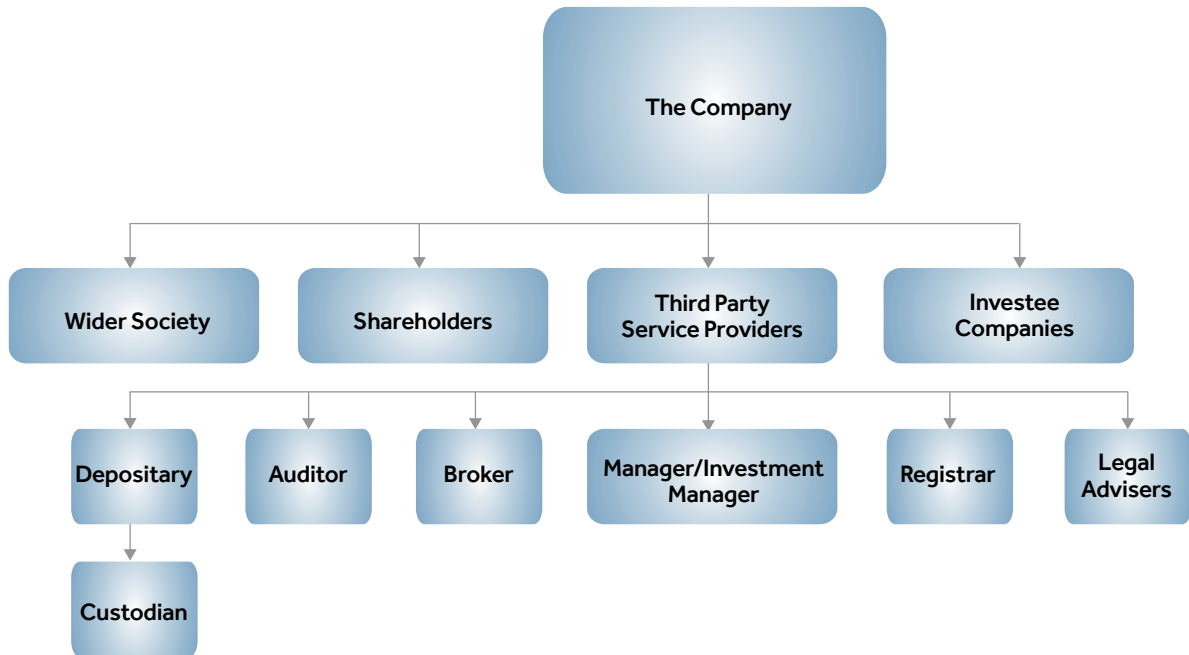 The Company
Wider Society
Shareholders
Third Party
Service Providers
Investee
Companies
Depositary
Auditor
Broker
Manager/Investment
Manager
Registrar
Legal
Advisers
Custodian